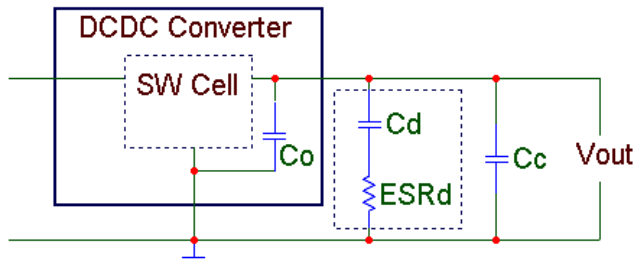 DCDC Converter
SW Cell
Co
Cd
ESRd
Cc
Vout